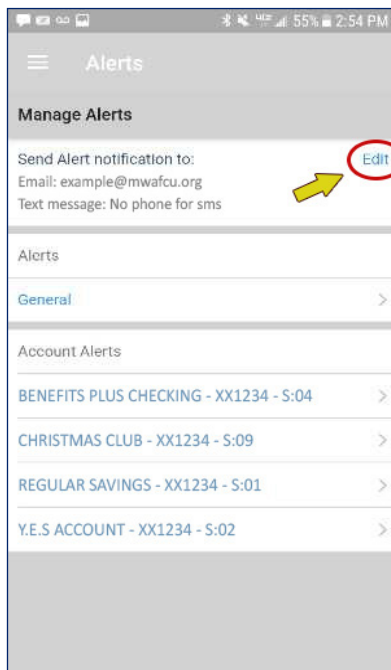 4GE 55% 2:54 PM
Alerts
Manage Alerts
Send Alert notification to:
Edit
Email: example@mwafcu.org
Text message: No phone for sms
Alerts
General
Account Alerts
BENEFITS PLUS CHECKING - XX1234 - S:04
CHRISTMAS CLUB - XX1234 - S:09
REGULAR SAVINGS - XX1234 - S:01
Y.E.S ACCOUNT - XX1234 - S:02